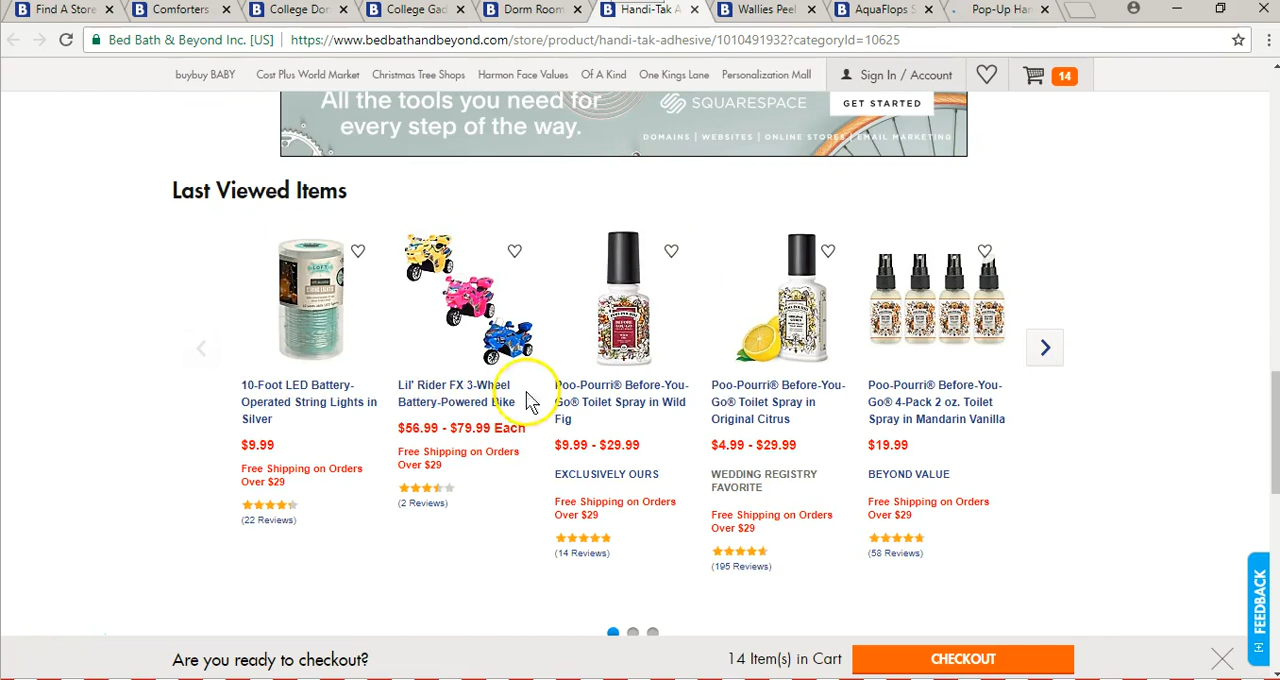 Find A Store
Comforters
College Dor
College Gad
Dorm Room
Handi-Tak A
Wallies Peel
AquaFlops S
Pop-Up Han
Bed Bath & Beyond Inc. [US]
https://www.bedbathandbeyond.com/store/product/handi-tak-adhesive/1010491932?categoryId=10625
buybuy BABY
Cost Plus World Market
Christmas Tree Shops
Harmon Face Values
Of A Kind
One Kings Lane
Personalization Mall
Sign In / Account
14
All the tools you need for
every step of the way.
SQUARESPACE
GET STARTED
DOMAINS | WEBSITES | ONLINE STORES | EMAIL MARKETING
Last Viewed Items
10-Foot LED Battery-
Operated String Lights in
Silver
$9.99
Free Shipping on Orders
Over $29
(22 Reviews)
Lil' Rider FX 3-Wheel
Battery-Powered Bike
$56.99 - $79.99 Each
Free Shipping on Orders
Over $29
(2 Reviews)
Poo-Pourri® Before-You-
Go® Toilet Spray in Wild
Fig
$9.99 - $29.99
EXCLUSIVELY OURS
Free Shipping on Orders
Over $29
(14 Reviews)
Poo-Pourri® Before-You-
Go® Toilet Spray in
Original Citrus
$4.99 - $29.99
WEDDING REGISTRY
FAVORITE
Free Shipping on Orders
Over $29
(195 Reviews)
Poo-Pourri® Before-You-
Go® 4-Pack 2 oz. Toilet
Spray in Mandarin Vanilla
$19.99
BEYOND VALUE
Free Shipping on Orders
Over $29
(58 Reviews)
FEEDBACK
Are you ready to checkout?
14 Item(s) in Cart
CHECKOUT